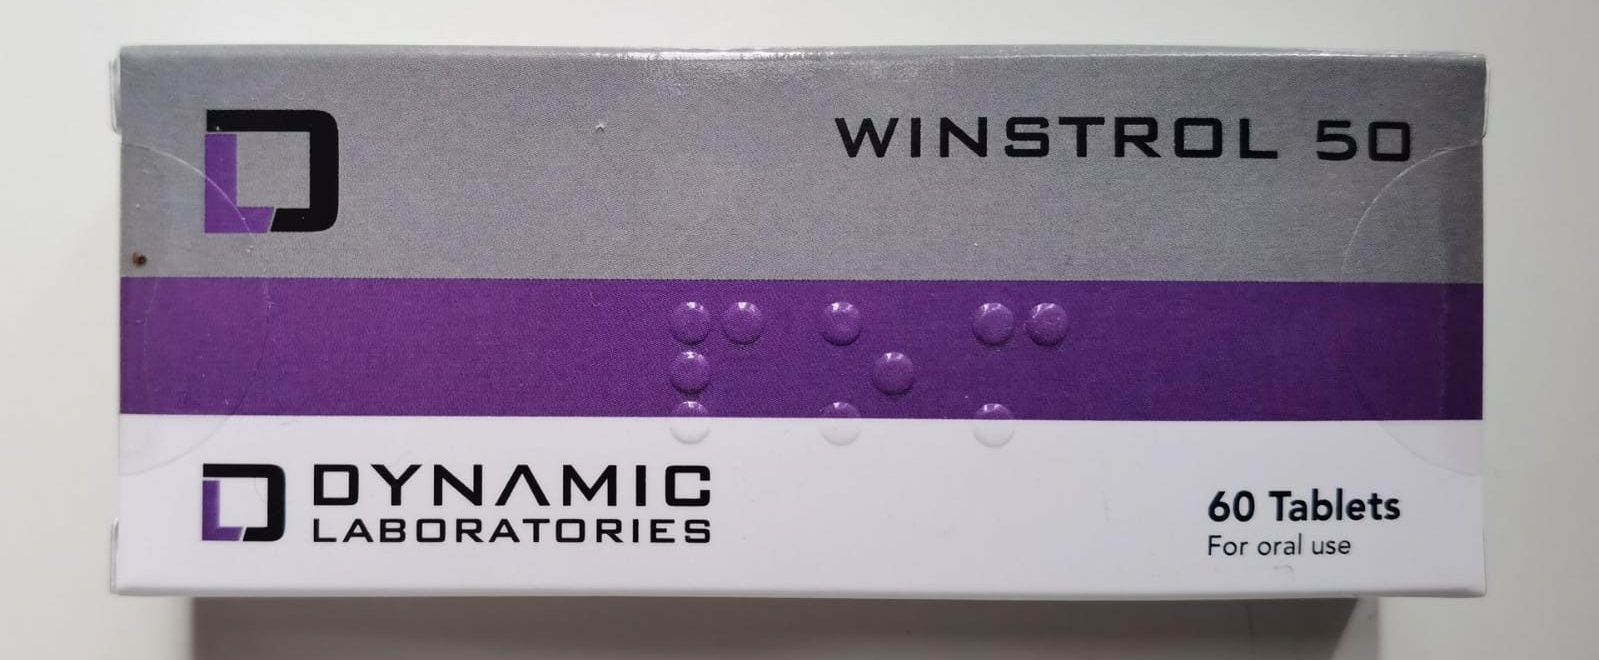 WINSTROL 50
⠏⠕⠍
DYNAMIC
LABORATORIES
60 Tablets
For oral use